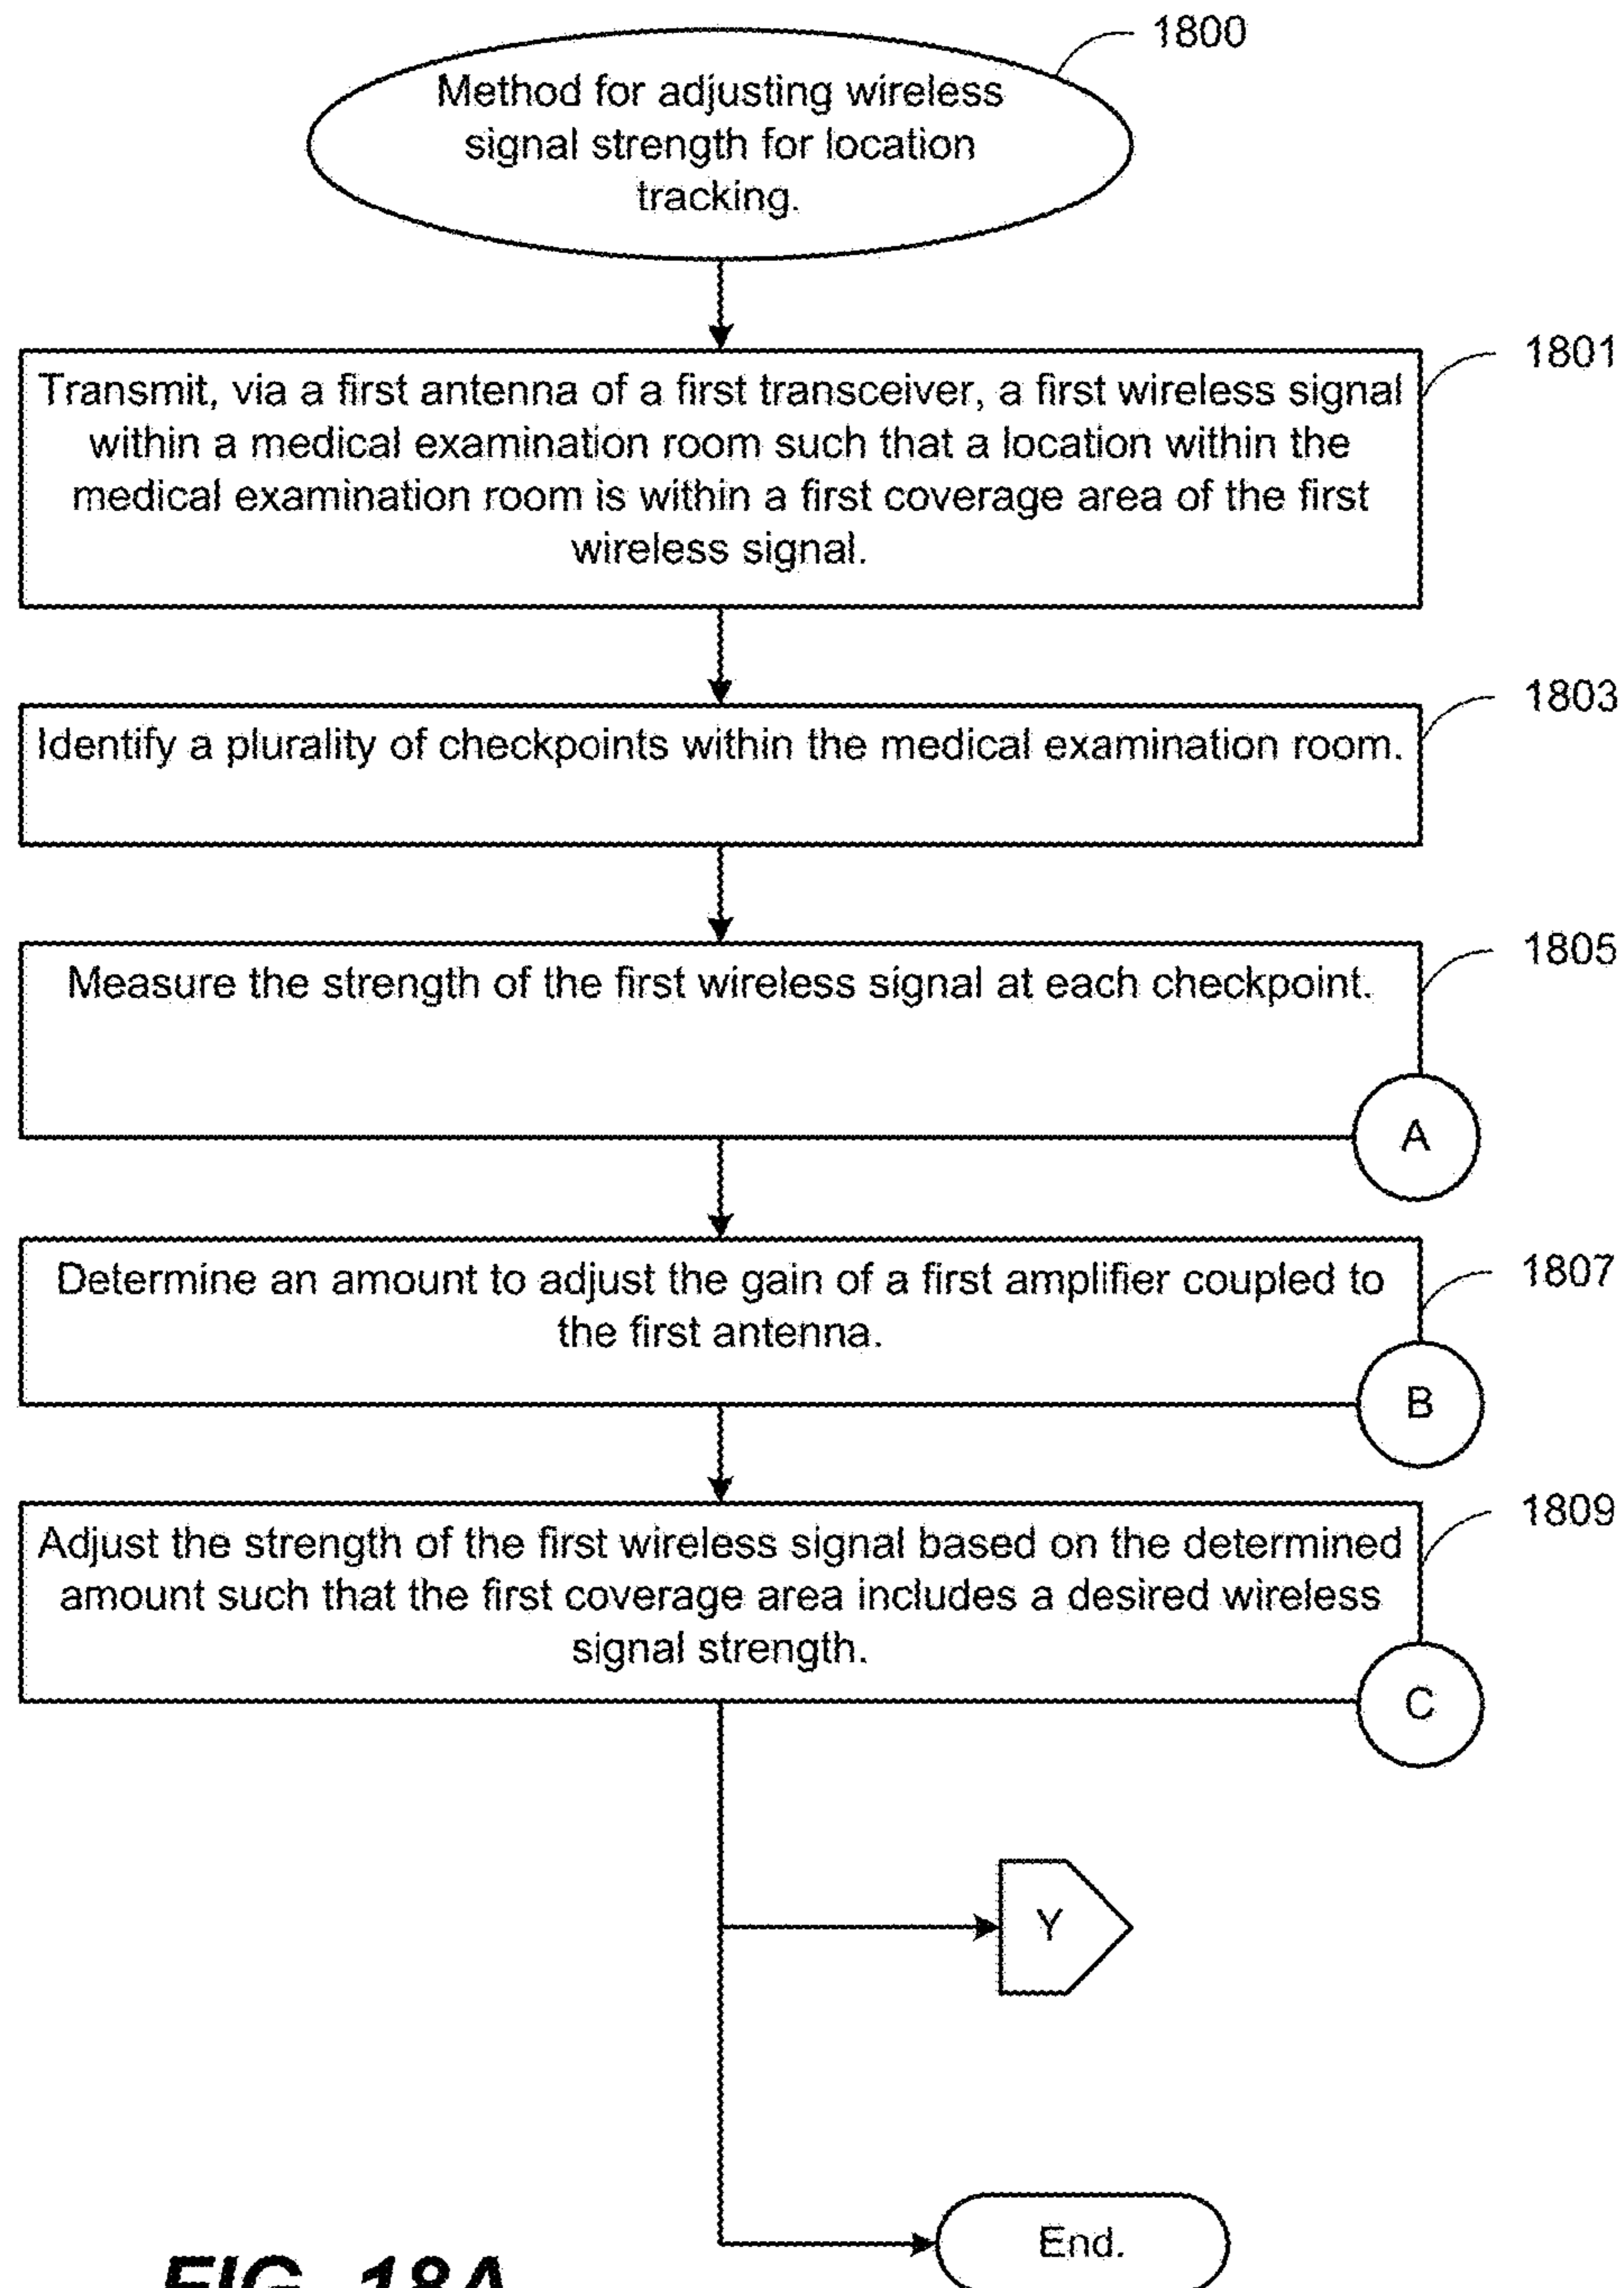 1800
Method for adjusting wireless
signal strength for location
tracking.
1801
Transmit, via a first antenna of a first transceiver, a first wireless signal
within a medical examination room such that a location within the
medical examination room is within a first coverage area of the first
wireless signal.
1803
Identify a plurality of checkpoints within the medical examination room.
1805
Measure the strength of the first wireless signal at each checkpoint.
A
1807
Determine an amount to adjust the gain of a first amplifier coupled to
the first antenna.
B
1809
Adjust the strength of the first wireless signal based on the determined
amount such that the first coverage area includes a desired wireless
signal strength.
C
Y
End.
FIG. 18A